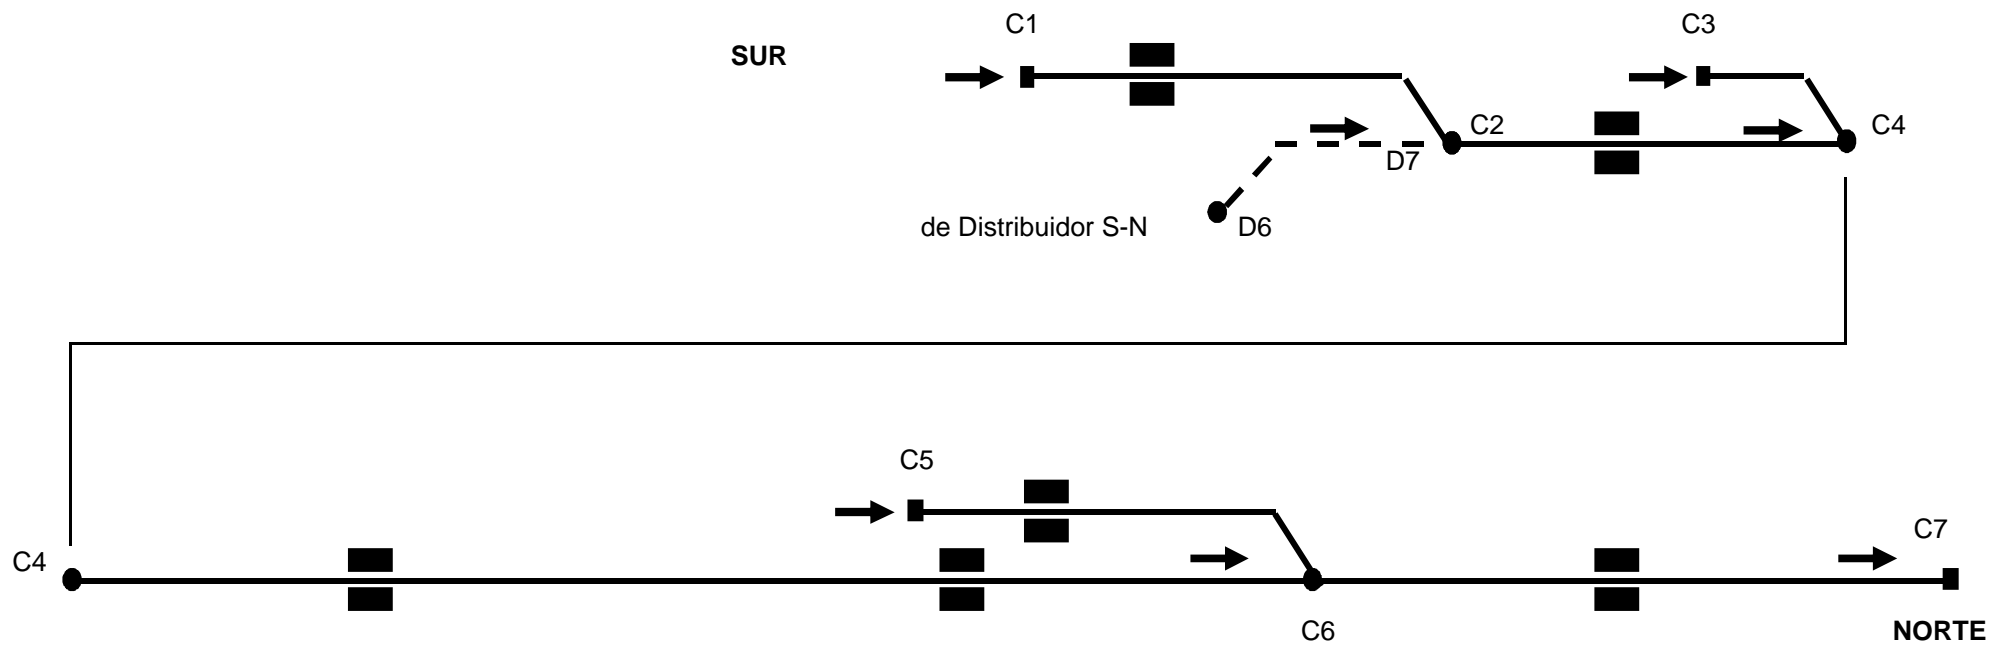 C1
C3
SUR
C2
C4
D7
de Distribuidor S-N
D6
C5
C7
C4
C6
NORTE